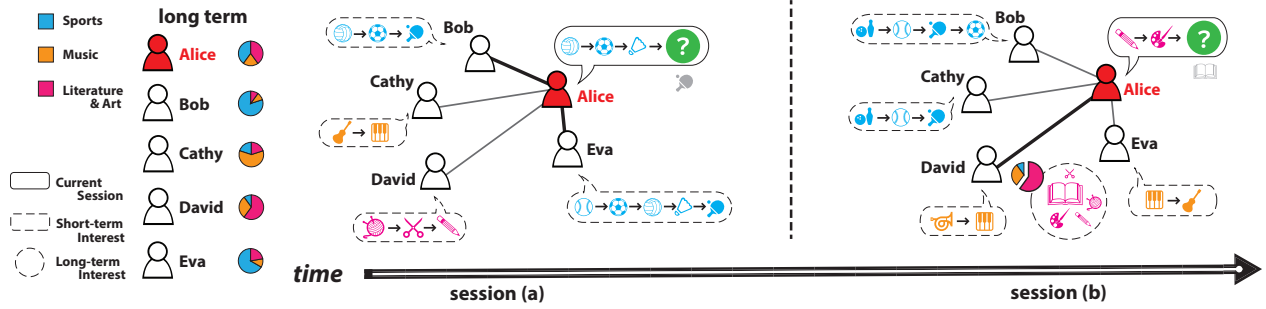 Sports
Music
Literature
& Art
Current
Session
Short-term
Interest
Long-term
Interest
long term
Alice
Bob
Cathy
David
Eva
Bob
Cathy
David
Alice
Eva
?
Bob
Cathy
David
Alice
Eva
?
time
session (a)
session (b)